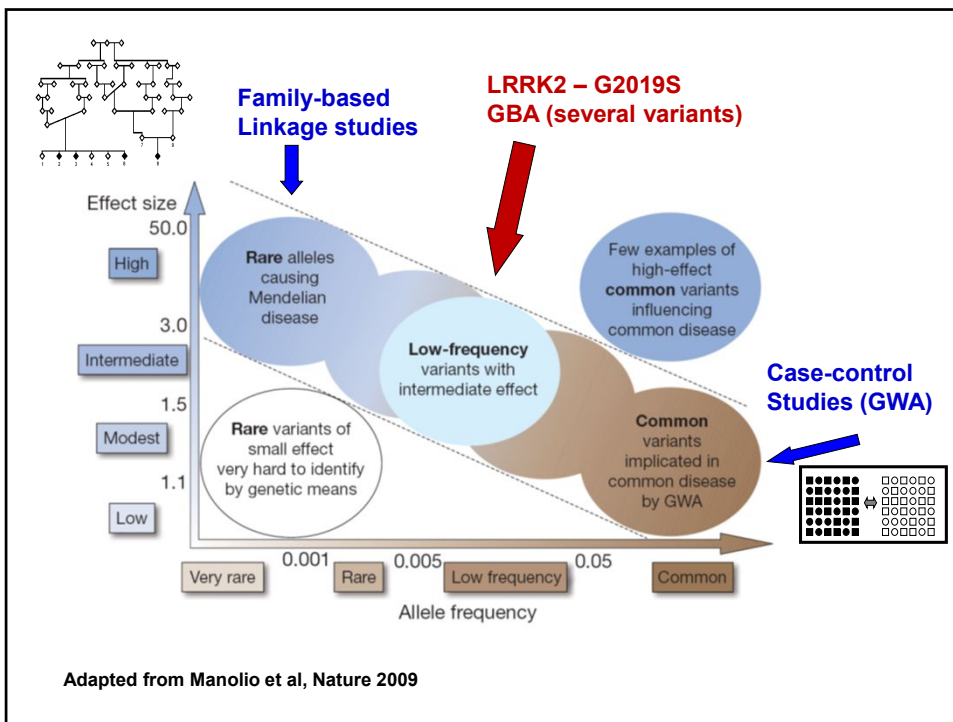 Family-based
Linkage studies
LRRK2 – G2019S
GBA (several variants)
Effect size
50.0
High
3.0
Intermediate
1.5
Modest
1.1
Low
Rare alleles
causing
Mendelian
disease
Few examples of
high-effect
common variants
influencing
common disease
Low-frequency
variants with
intermediate effect
Rare variants of
small effect
very hard to identify
by genetic means
Common
variants
implicated in
common disease
by GWA
Case-control
Studies (GWA)
0.001
0.005
0.05
Very rare
Rare
Low frequency
Common
Allele frequency
Adapted from Manolio et al, Nature 2009